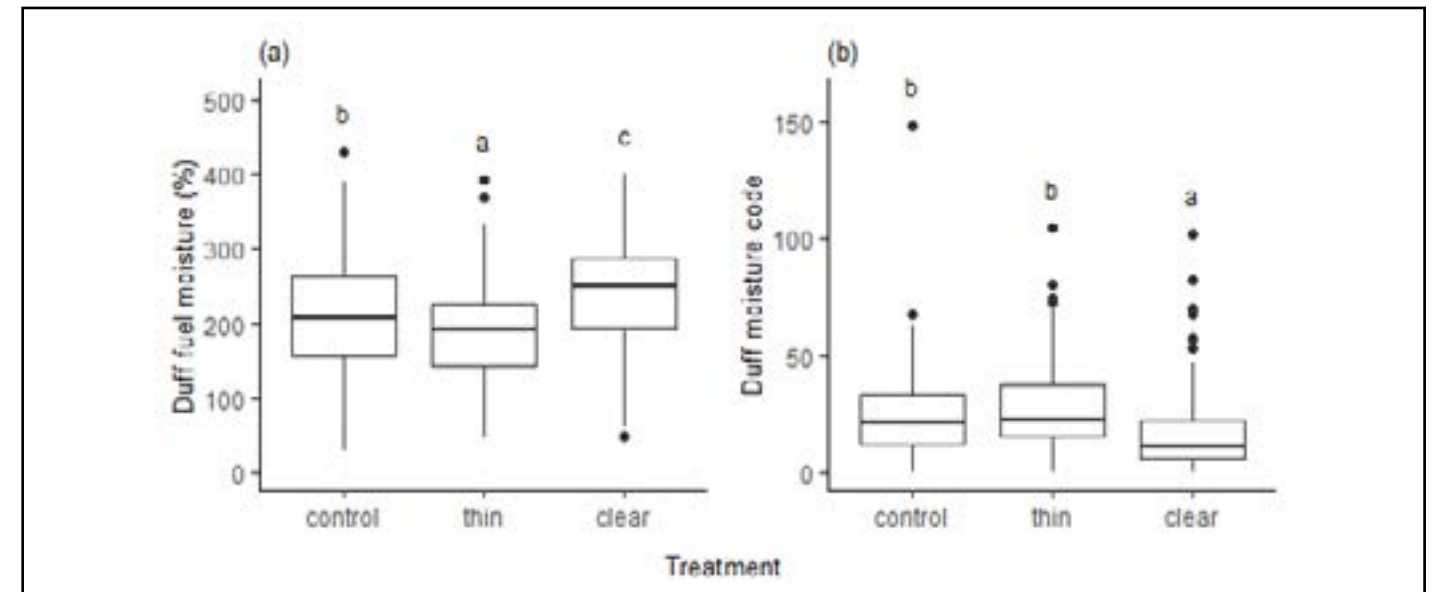 (a)
Duff fuel moisture (%)
500
400
300
200
100
0
b
a
c
control thin clear
(b)
Duff moisture code
150
100
50
0
b
b
a
control thin clear
Treatment